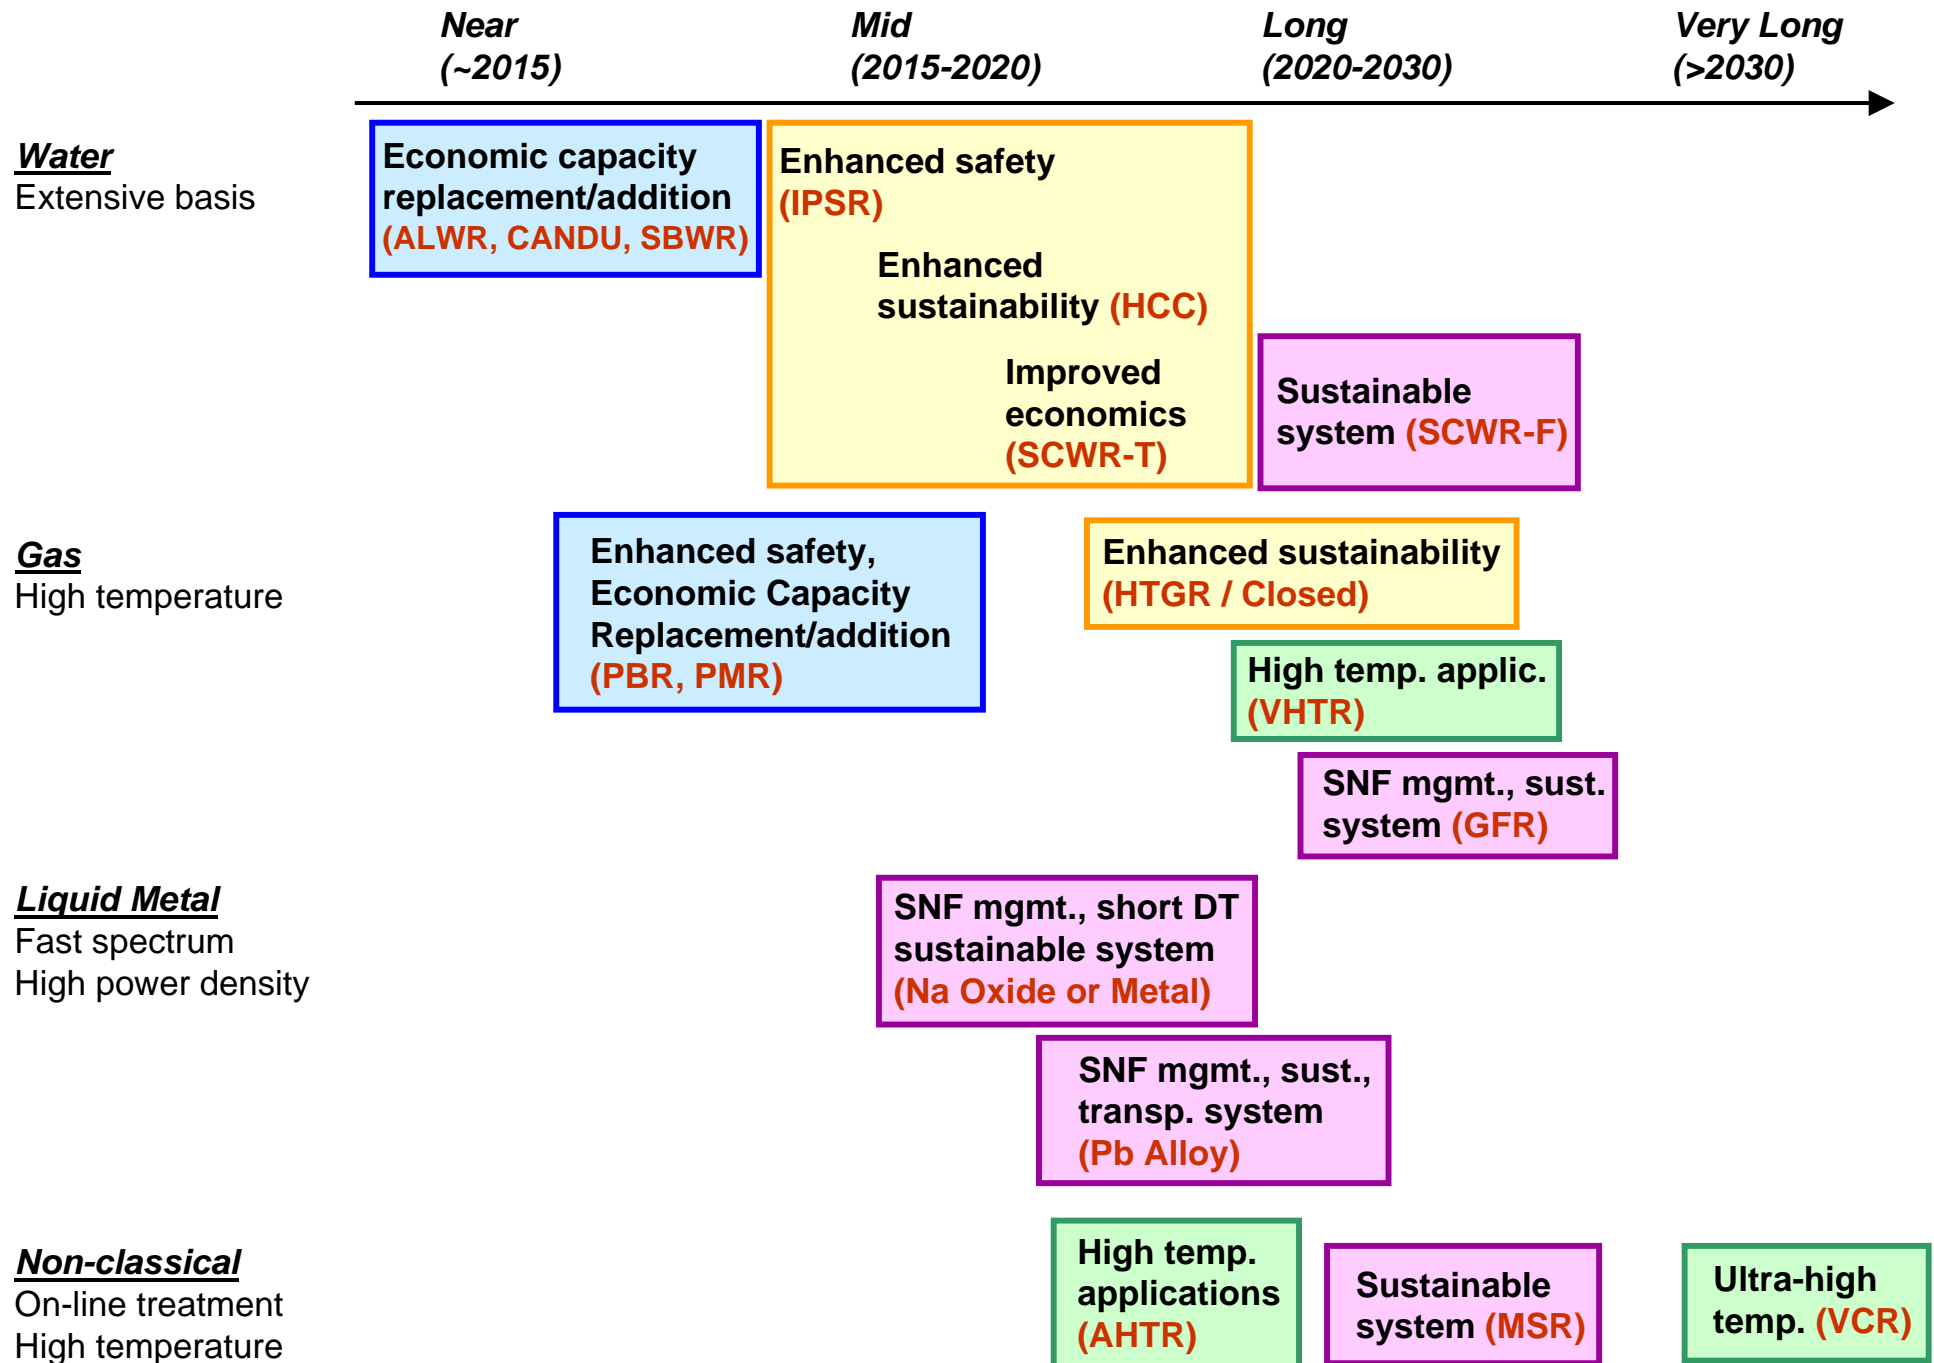 Near
(~2015)
Mid
(2015-2020)
Long
(2020-2030)
Very Long
(>2030)
Water
Extensive basis
Economic capacity
replacement/addition
(ALWR, CANDU, SBWR)
Enhanced safety
(IPSR)
Enhanced
sustainability (HCC)
Improved
economics
(SCWR-T)
Sustainable
system (SCWR-F)
Gas
High temperature
Enhanced safety,
Economic Capacity
Replacement/addition
(PBR, PMR)
Enhanced sustainability
(HTGR / Closed)
High temp. applic.
(VHTR)
SNF mgmt., sust.
system (GFR)
Liquid Metal
Fast spectrum
High power density
SNF mgmt., short DT
sustainable system
(Na Oxide or Metal)
SNF mgmt., sust.,
transp. system
(Pb Alloy)
Non-classical
On-line treatment
High temperature
High temp.
applications
(AHTR)
Sustainable
system (MSR)
Ultra-high
temp. (VCR)